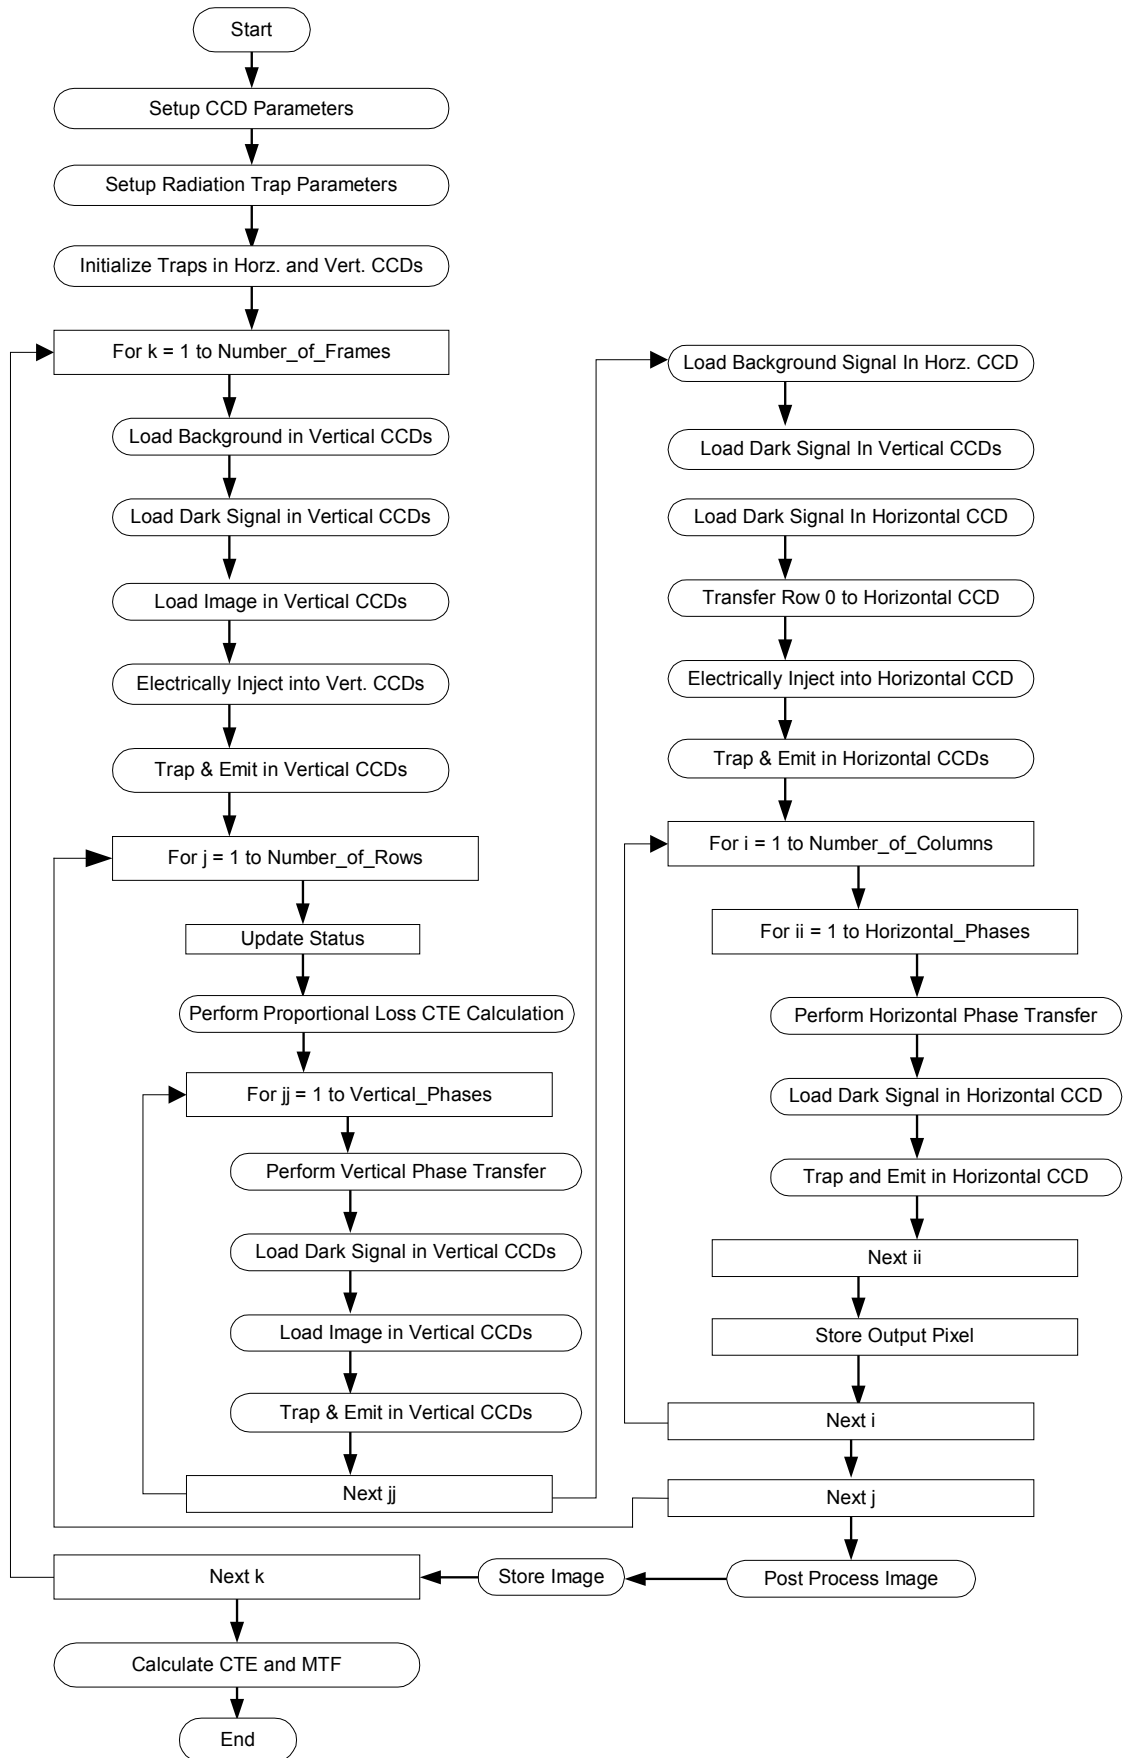 Start
Setup CCD Parameters
Setup Radiation Trap Parameters
Initialize Traps in Horz. and Vert. CCDs
For k = 1 to Number_of_Frames
Load Background in Vertical CCDs
Load Dark Signal in Vertical CCDs
Load Image in Vertical CCDs
Electrically Inject into Vert. CCDs
Trap & Emit in Vertical CCDs
For j = 1 to Number_of_Rows
Update Status
Perform Proportional Loss CTE Calculation
For jj = 1 to Vertical_Phases
Perform Vertical Phase Transfer
Load Dark Signal in Vertical CCDs
Load Image in Vertical CCDs
Trap & Emit in Vertical CCDs
Next jj
Load Background Signal In Horz. CCD
Load Dark Signal In Vertical CCDs
Load Dark Signal In Horizontal CCD
Transfer Row 0 to Horizontal CCD
Electrically Inject into Horizontal CCD
Trap & Emit in Horizontal CCDs
For i = 1 to Number_of_Columns
For ii = 1 to Horizontal_Phases
Perform Horizontal Phase Transfer
Load Dark Signal in Horizontal CCD
Trap and Emit in Horizontal CCD
Next ii
Store Output Pixel
Next i
Next j
Post Process Image
Store Image
Next k
Calculate CTE and MTF
End